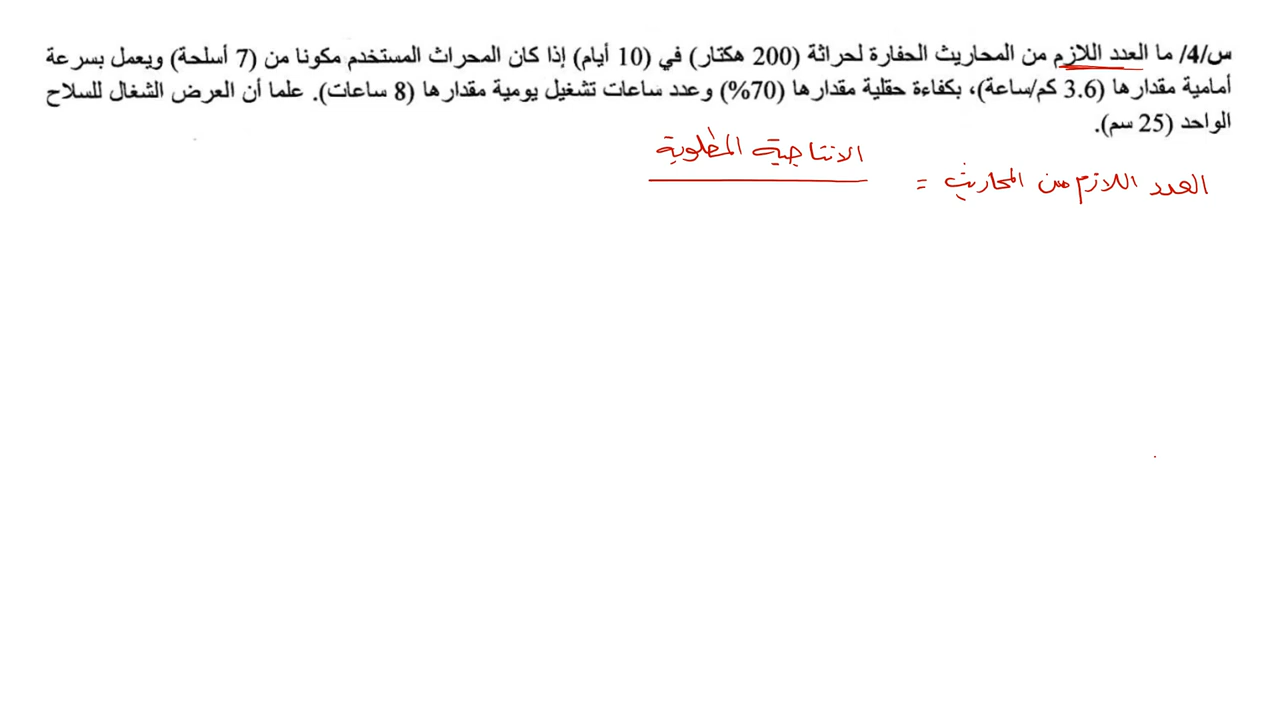 س/4/ ما العدد اللازم من المحاريث الحفارة لحراثة (200 هكتار) في (10 أيام) إذا كان المحراث المستخدم مكونا من (7 أسلحة) ويعمل بسرعة
أمامية مقدارها (3.6 كم/ساعة)، بكفاءة حقلية مقدارها (70%) وعدد ساعات تشغيل يومية مقدارها (8 ساعات). علما أن العرض الشغال للسلاح
الواحد (25 سم).
العدد اللازم من المحاريث =
الانتاجية المطلوبة